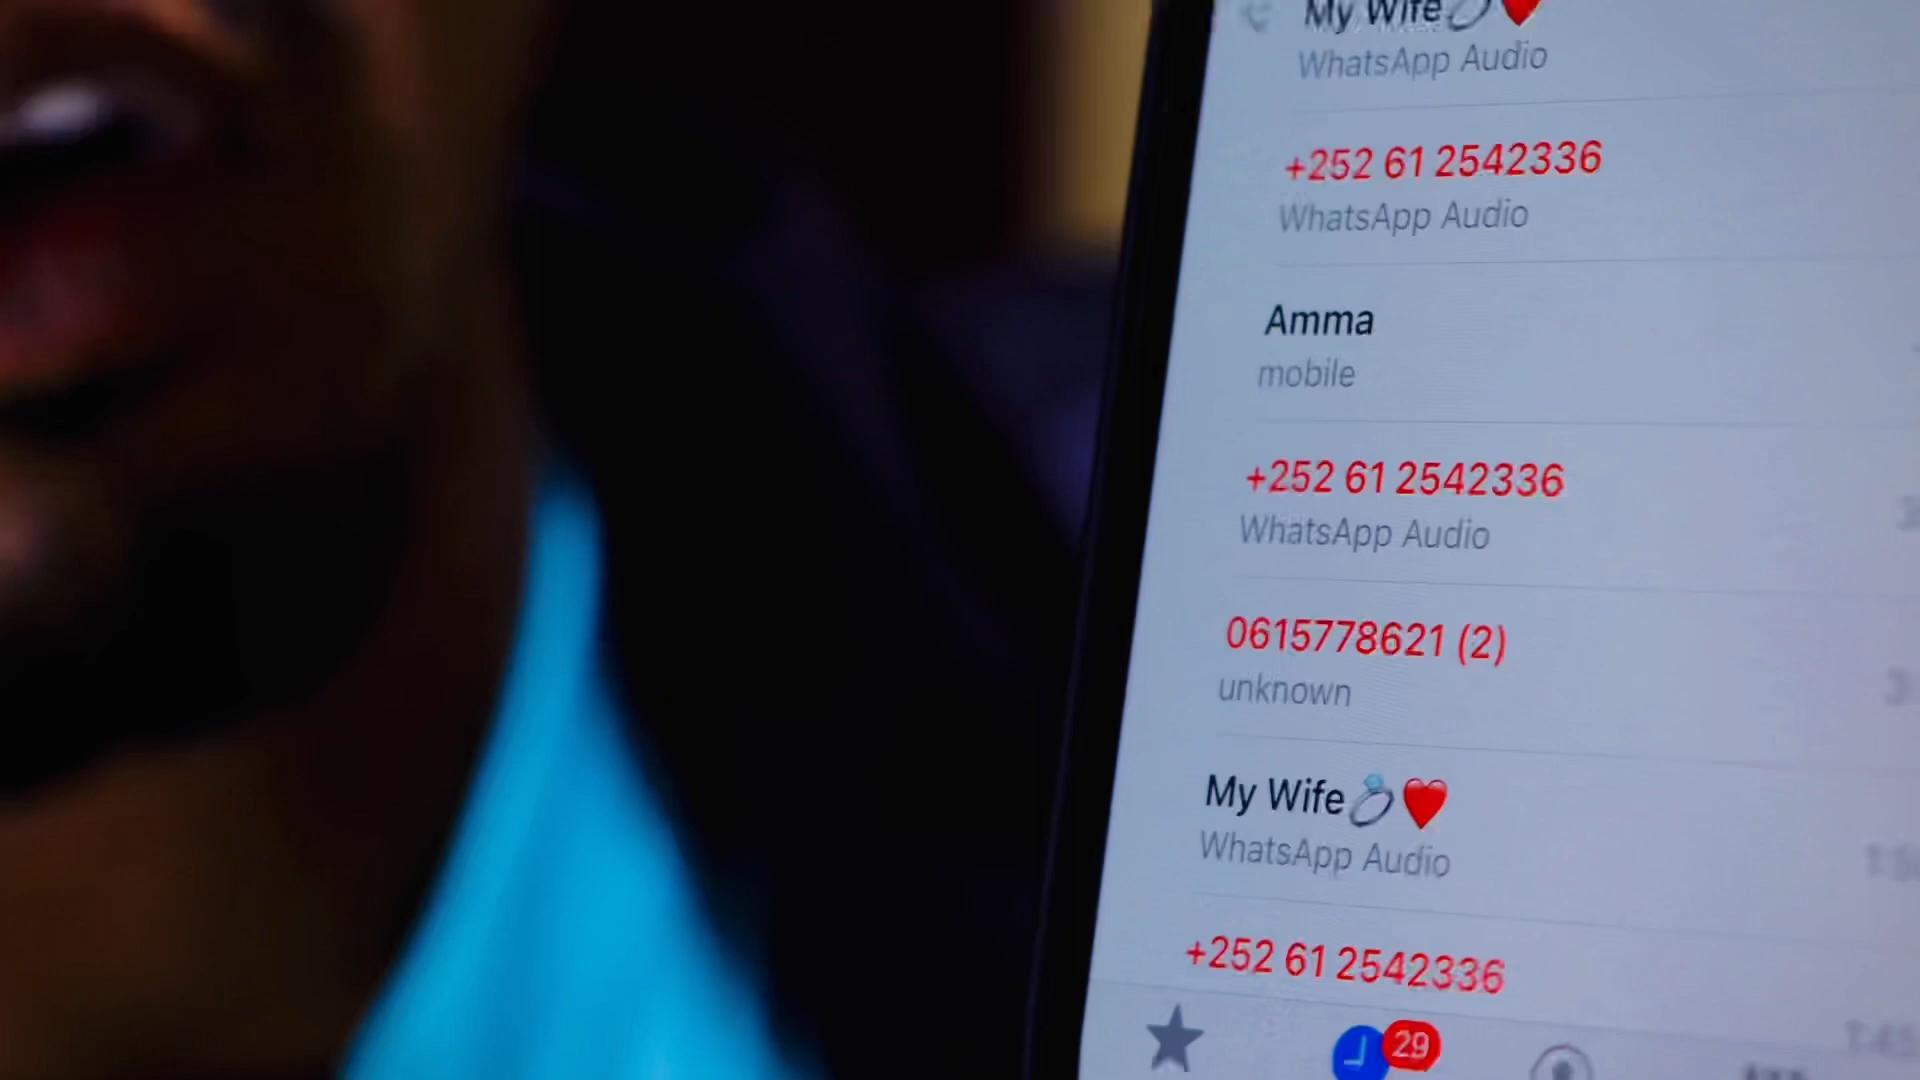 My Wife💍❤️
WhatsApp Audio
+252 61 2542336
WhatsApp Audio
Amma
mobile
+252 61 2542336
WhatsApp Audio
0615778621 (2)
unknown
My Wife💍❤️
WhatsApp Audio
+252 61 2542336
29